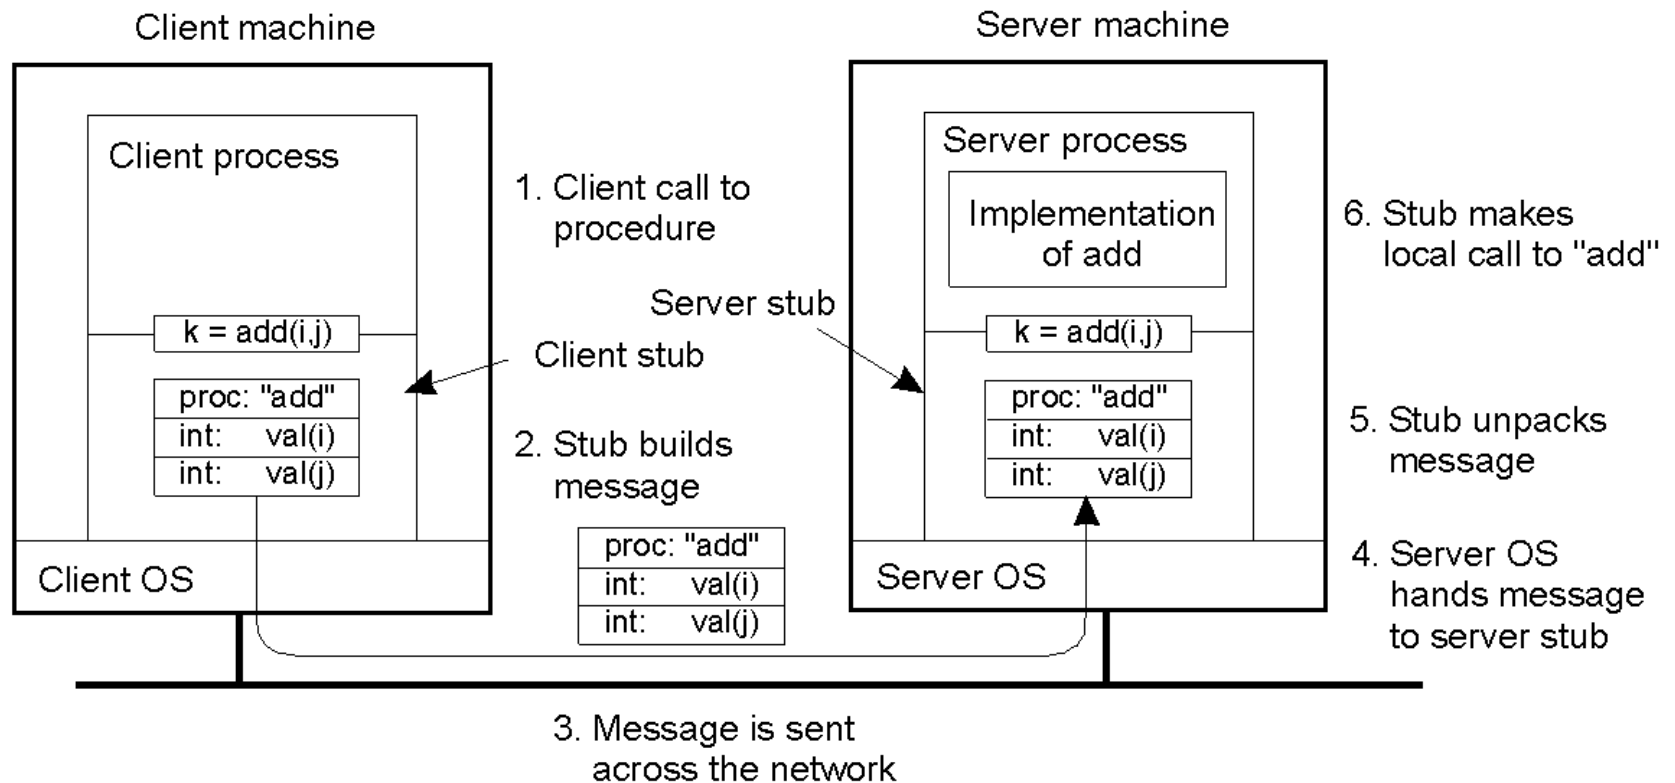 Client machine
Server machine
Client process
1. Client call to
procedure
Server process
Implementation
of add
6. Stub makes
local call to "add"
Server stub
k = add(i,j)
k = add(i,j)
Client stub
proc: "add"
int: val(i)
int: val(j)
2. Stub builds
message
proc: "add"
int: val(i)
int: val(j)
proc: "add"
int: val(i)
int: val(j)
5. Stub unpacks
message
Client OS
Server OS
4. Server OS
hands message
to server stub
3. Message is sent
across the network